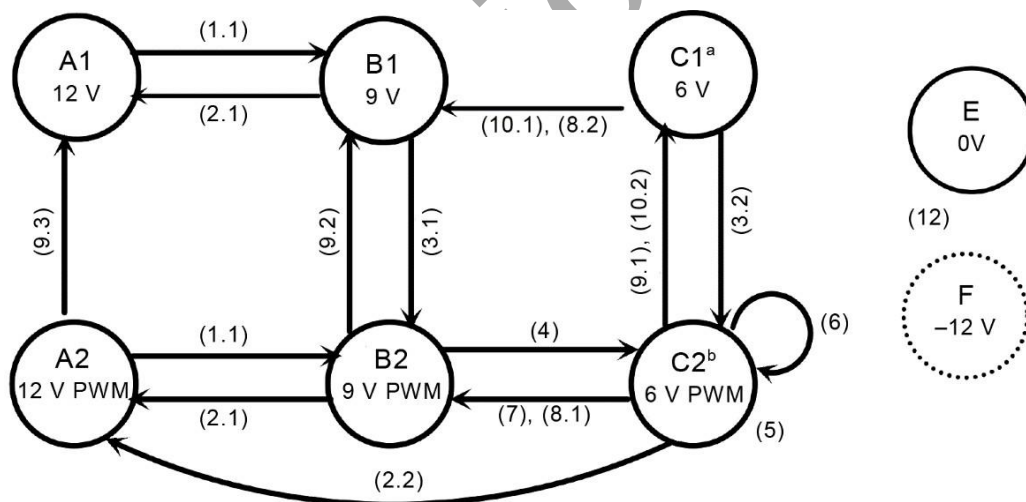 (1.1)
A1
12 V
B1
9 V
C1ᵃ
6 V
(2.1)
(10.1), (8.2)
E
0V
(12)
(9.3)
(9.2)
(3.1)
(9.1), (10.2)
(3.2)
F
–12 V
(1.1)
(4)
(6)
A2
12 V PWM
B2
9 V PWM
C2ᵇ
6 V PWM
(2.1)
(7), (8.1)
(5)
(2.2)